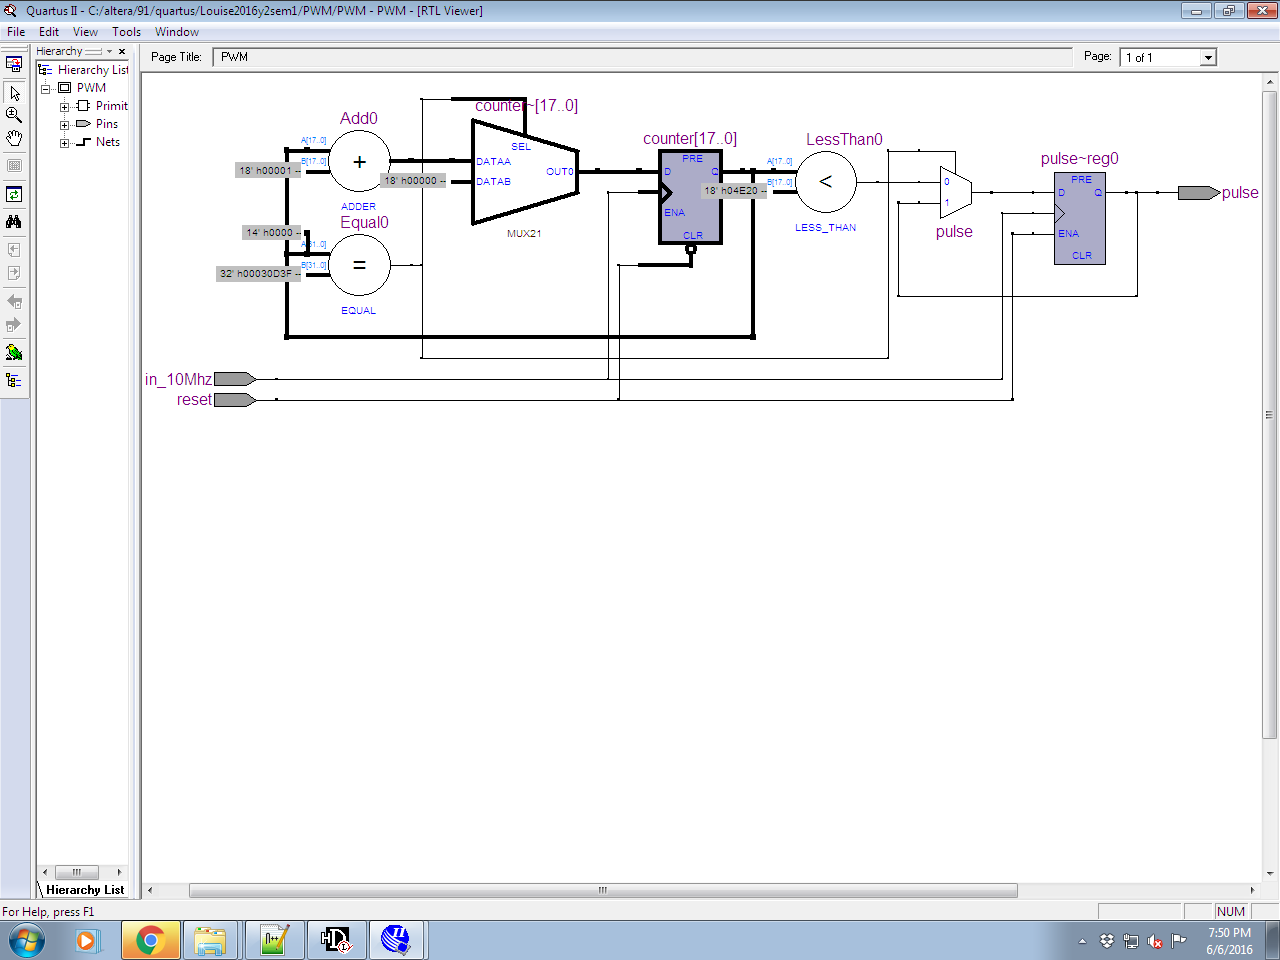 Quartus II - C:/altera/91/quartus/Louise2016y2sem1/PWM/PWM - PWM - [RTL Viewer]
File Edit View Tools Window
Hierarchy
Page Title: PWM Page: 1 of 1
Hierarchy List
PWM
Primit
Pins
Nets
counter~[17..0]
Add0
counter[17..0]
LessThan0
A[17..0]
B[17..0]
18' h00001 --
+
ADDER
SEL
DATAA
DATAB
OUT0
18' h00000 --
MUX21
PRE
D
Q
ENA
CLR
A[17..0]
B[17..0]
18' h04E20 --
<
LESS_THAN
0
1
pulse
pulse~reg0
PRE
D
Q
ENA
CLR
pulse
Equal0
14' h0000 --
A[31..0]
B[31..0]
32' h00030D3F --
=
EQUAL
in_10Mhz
reset
Hierarchy List
For Help, press F1
NUM
7:50 PM
6/6/2016